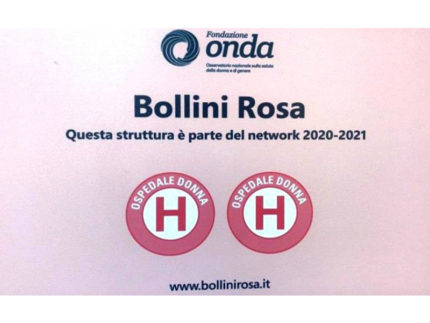 Fondazione
onda
Osservatorio nazionale sulla salute
della donna e di genere
Bollini Rosa
Questa struttura è parte del network 2020-2021
OSPEDALE DONNA
H
OSPEDALE DONNA
H
www.bollinirosa.it